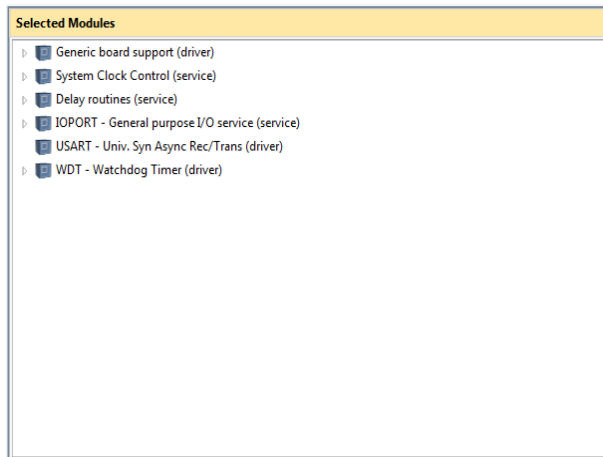 Selected Modules
Generic board support (driver)
System Clock Control (service)
Delay routines (service)
IOPORT - General purpose I/O service (service)
USART - Univ. Syn Async Rec/Trans (driver)
WDT - Watchdog Timer (driver)